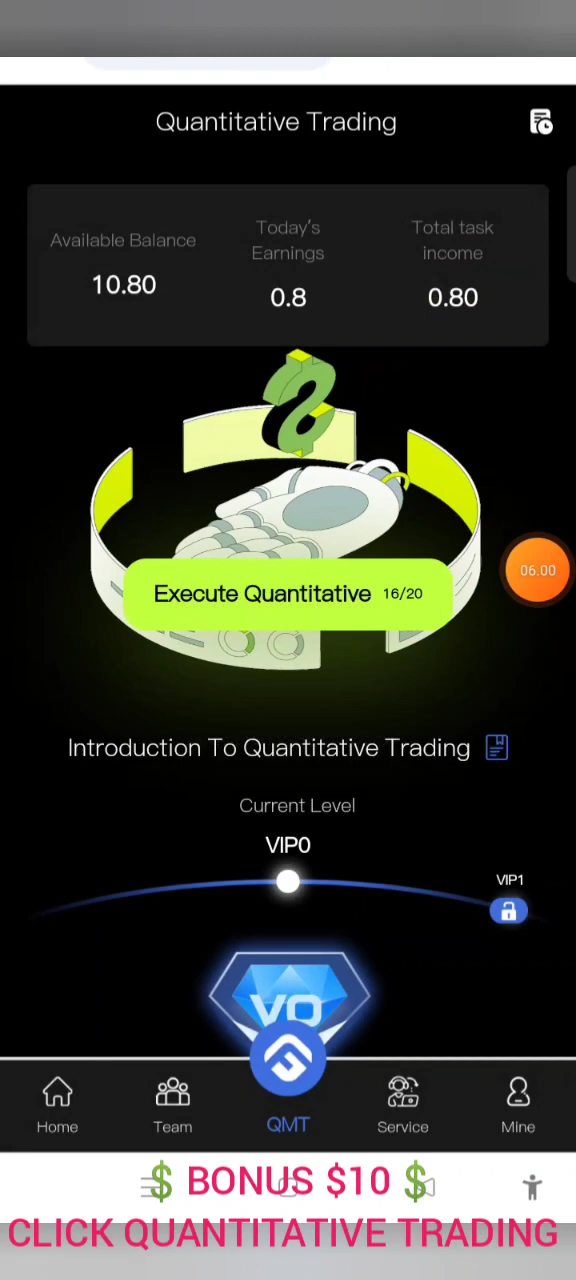 Quantitative Trading
Available Balance
Today's
Earnings
Total task
income
10.80
0.8
0.80
Execute Quantitative 16/20
06.00
Introduction To Quantitative Trading
Current Level
VIP0
VIP1
V0
Home
Team
QMT
Service
Mine
💲 BONUS $10 💲
CLICK QUANTITATIVE TRADING